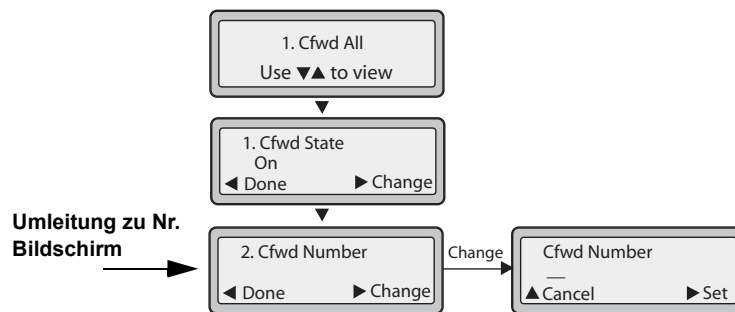 1. Cfwd All
Use ▼▲ to view
▼
1. Cfwd State
On
◀ Done ▶ Change
▼
Umleitung zu Nr.
Bildschirm
2. Cfwd Number
◀ Done ▶ Change
Change
Cfwd Number
__
▲ Cancel ▶ Set